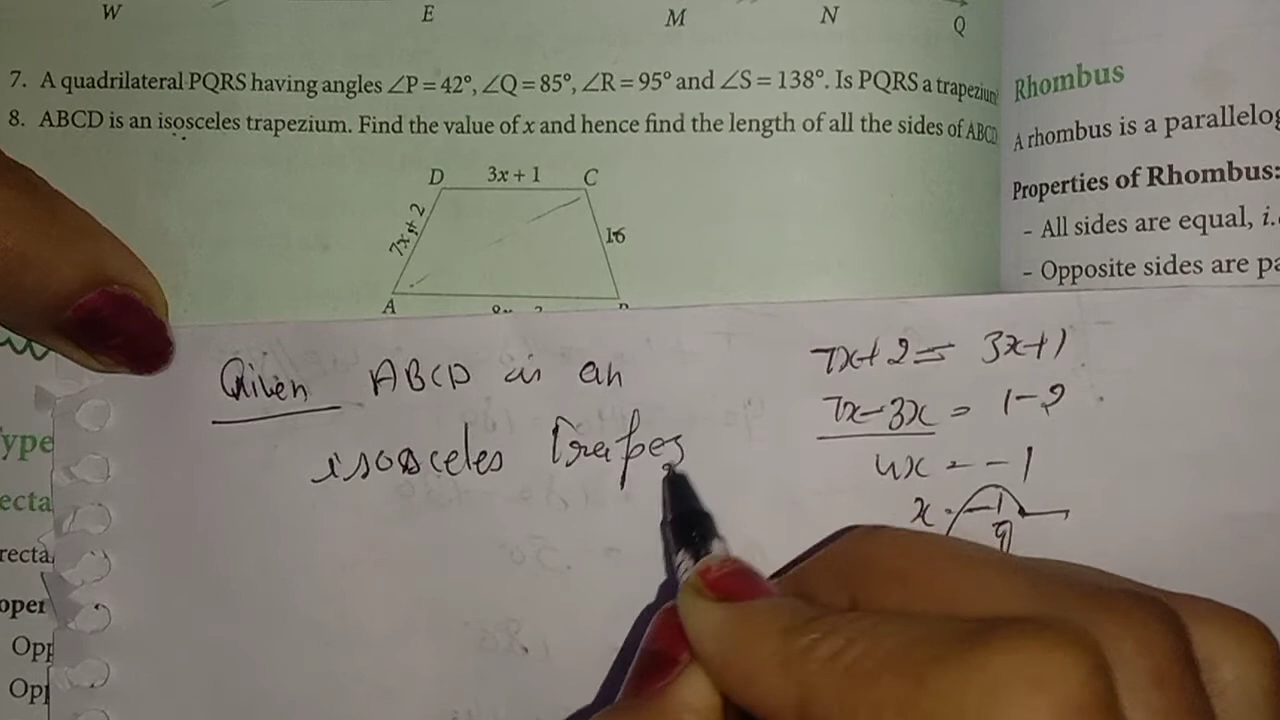 W E M N Q
7. A quadrilateral PQRS having angles ∠P = 42°, ∠Q = 85°, ∠R = 95° and ∠S = 138°. Is PQRS a trapezium
8. ABCD is an isosceles trapezium. Find the value of x and hence find the length of all the sides of ABCD
D 3x + 1 C
7x + 2
16
A
Rhombus
A rhombus is a parallelog
Properties of Rhombus:
- All sides are equal, i.
- Opposite sides are pa
Given ABCD is an
isosceles trapez
7x + 2 = 3x + 1
7x - 3x = 1 - 2
4x = - 1
x
ype
ecta
recta
oper
Opp
Opp